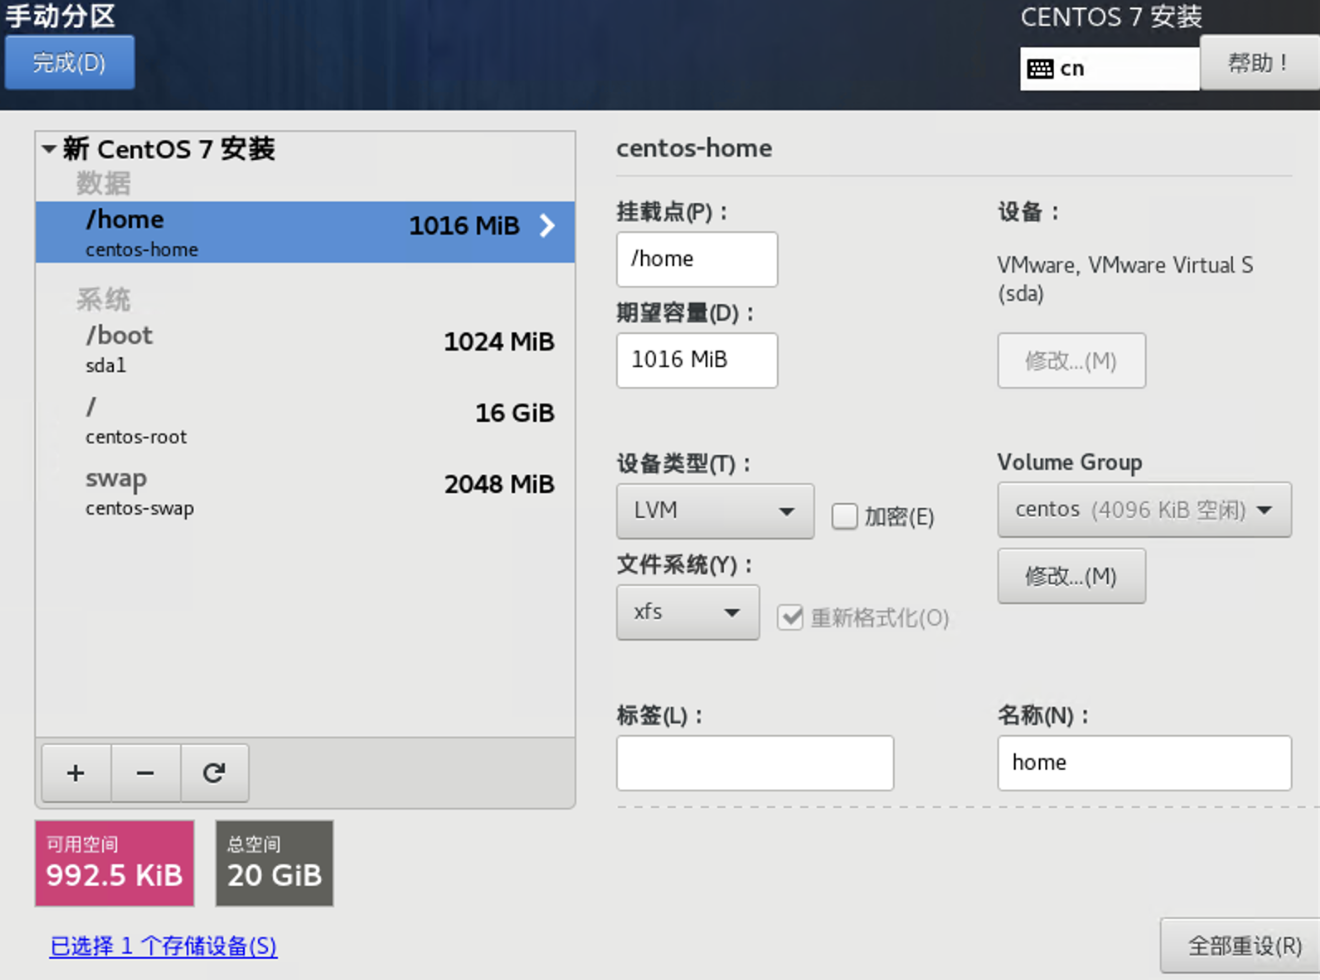 手动分区
完成(D)
CENTOS 7 安装
cn
帮助！
新 CentOS 7 安装
数据
/home
centos-home
1016 MiB
系统
/boot
sda1
1024 MiB
/
centos-root
16 GiB
swap
centos-swap
2048 MiB
+ −
可用空间
992.5 KiB
总空间
20 GiB
已选择 1 个存储设备(S)
centos-home
挂载点(P)：
/home
期望容量(D)：
1016 MiB
设备：
VMware, VMware Virtual S
(sda)
修改...(M)
设备类型(T)：
LVM
加密(E)
文件系统(Y)：
xfs
重新格式化(O)
Volume Group
centos (4096 KiB 空闲)
修改...(M)
标签(L)：
名称(N)：
home
全部重设(R)